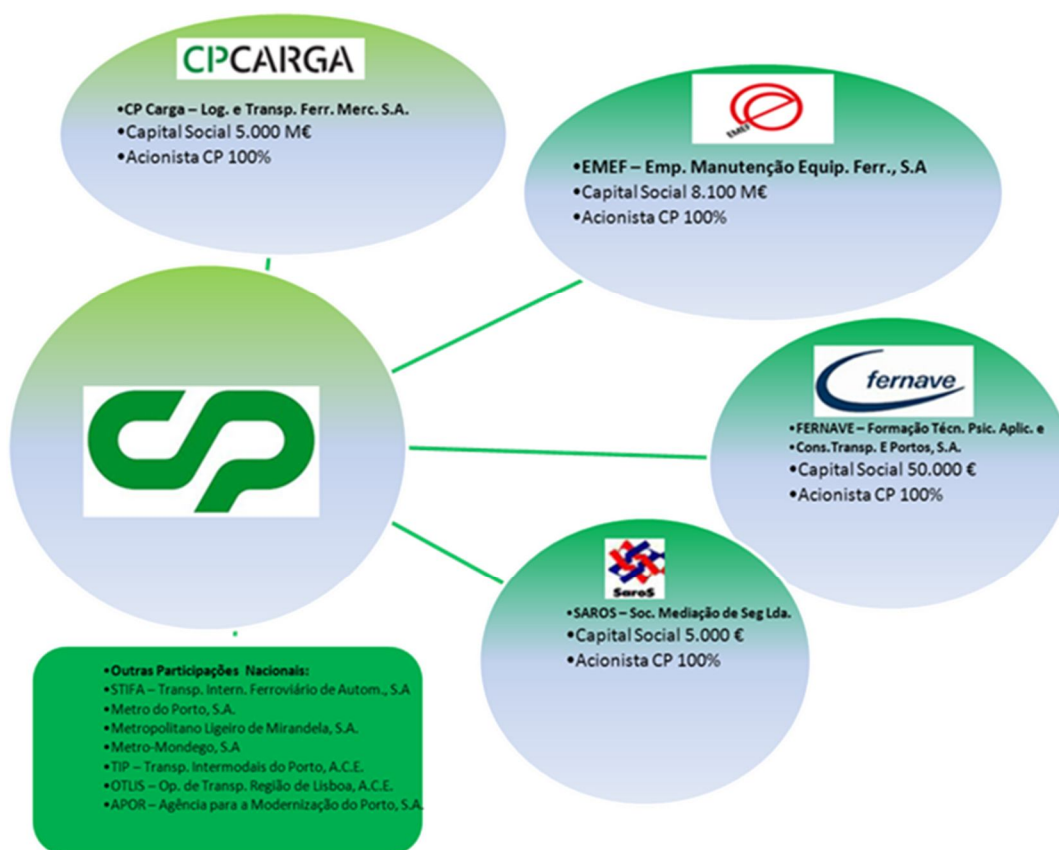 CPCARGA
•CP Carga – Log. e Transp. Ferr. Merc. S.A.
•Capital Social 5.000 M€
•Acionista CP 100%
EMEF
•EMEF – Emp. Manutenção Equip. Ferr., S.A
•Capital Social 8.100 M€
•Acionista CP 100%
fernave
•FERNAVE – Formação Técn. Psic. Aplic. e
•Cons.Transp. E Portos, S.A.
•Capital Social 50.000 €
•Acionista CP 100%
cp
SaroS
•SAROS – Soc. Mediação de Seg Lda.
•Capital Social 5.000 €
•Acionista CP 100%
•Outras Participações Nacionais:
•STIFA – Transp. Intern. Ferroviário de Autom., S.A
•Metro do Porto, S.A.
•Metropolitano Ligeiro de Mirandela, S.A.
•Metro-Mondego, S.A
•TIP – Transp. Intermodais do Porto, A.C.E.
•OTLIS – Op. de Transp. Região de Lisboa, A.C.E.
•APOR – Agência para a Modernização do Porto, S.A.